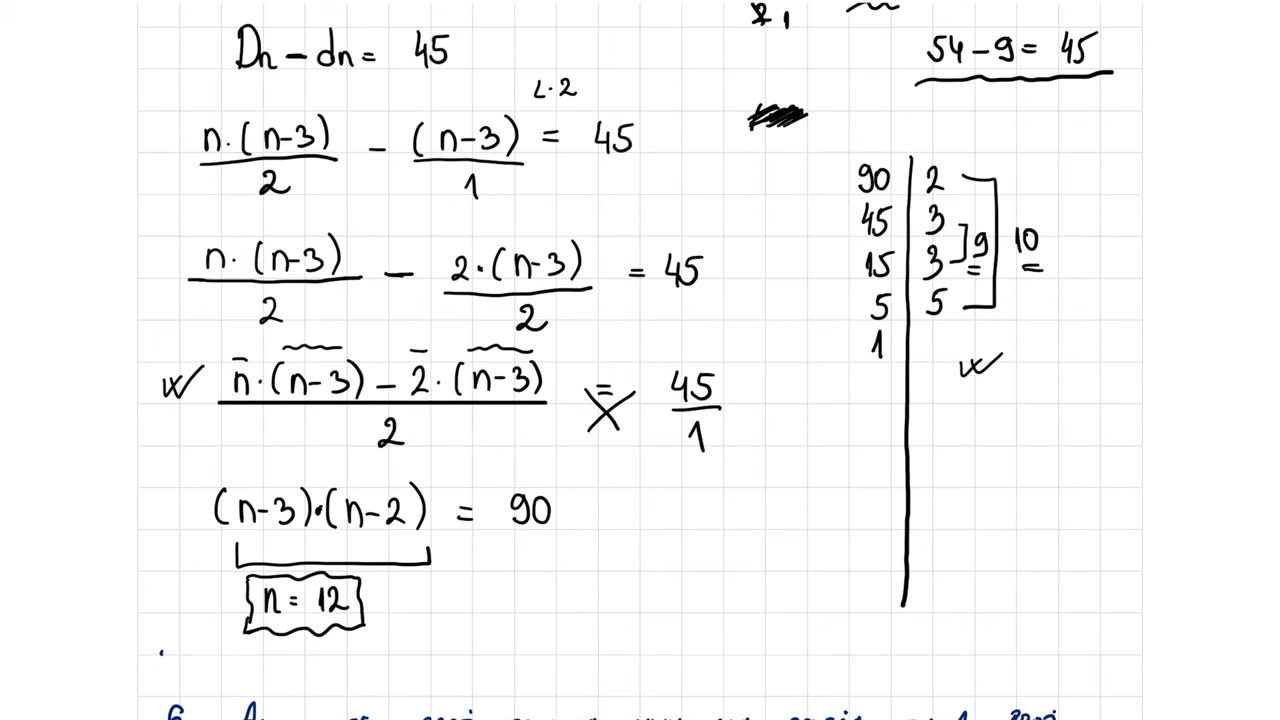 Dn - dn = 45
∟·2
n·(n-3)/2 - (n-3)/1 = 45
n·(n-3)/2 - 2·(n-3)/2 = 45
n·(n-3) - 2·(n-3)/2 = 45/1
(n-3)·(n-2) = 90
n = 12
54 - 9 = 45
90 | 2
45 | 3
15 | 3
5 | 5
1
9
10